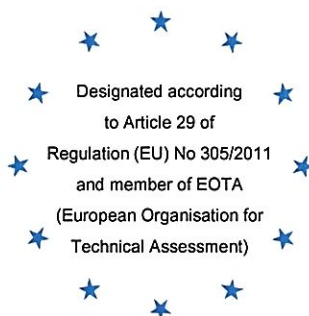 Designated according
to Article 29 of
Regulation (EU) No 305/2011
and member of EOTA
(European Organisation for
Technical Assessment)